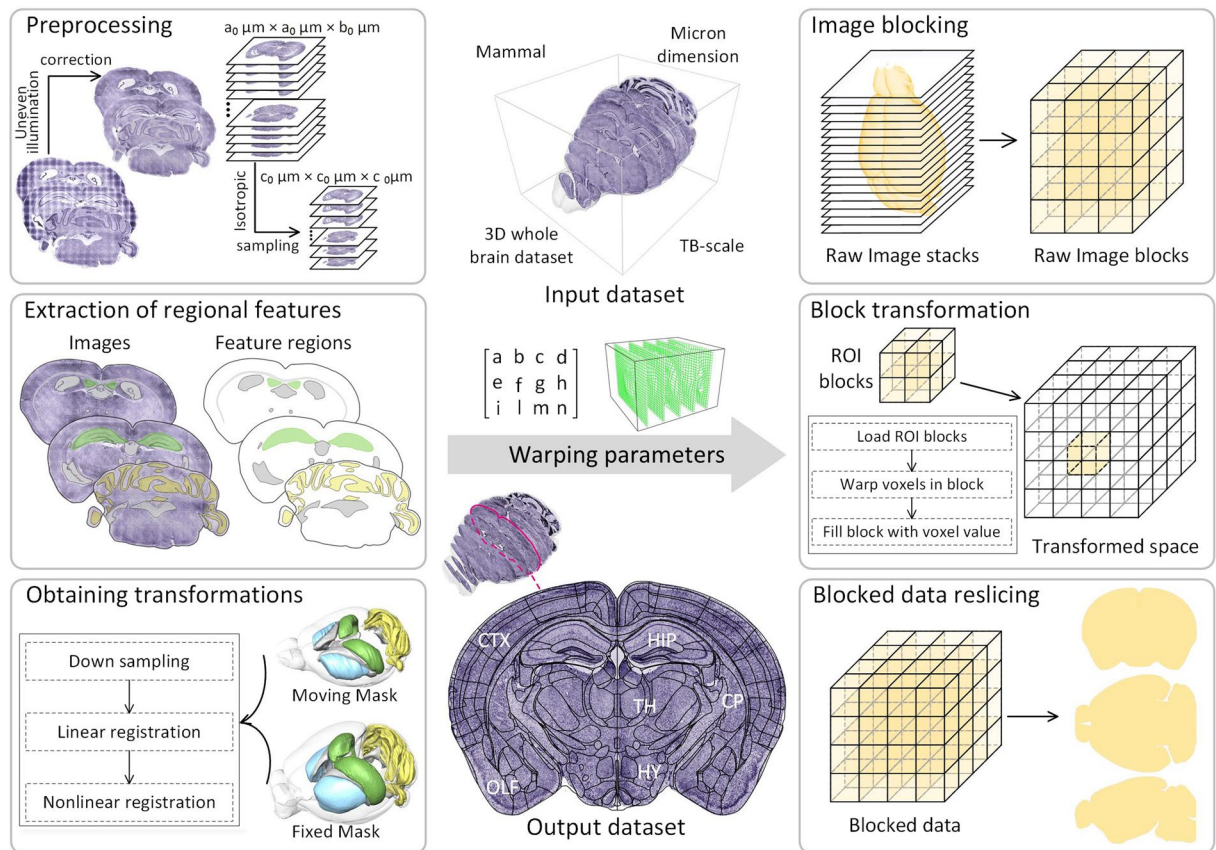 Preprocessing
a₀ µm × a₀ µm × b₀ µm
correction
Uneven
illumination
Isotropic
c₀ µm × c₀ µm × c ₀µm
sampling
Extraction of regional features
Images
Feature regions
Obtaining transformations
Down sampling
Linear registration
Nonlinear registration
Moving Mask
Fixed Mask
Mammal
Micron
dimension
3D whole
brain dataset
TB-scale
Input dataset
a b c d
e f g h
i l m n
Warping parameters
CTX
HIP
TH
CP
OLF
HY
Output dataset
Image blocking
Raw Image stacks
Raw Image blocks
Block transformation
ROI
blocks
Load ROI blocks
Warp voxels in block
Fill block with voxel value
Transformed space
Blocked data reslicing
Blocked data